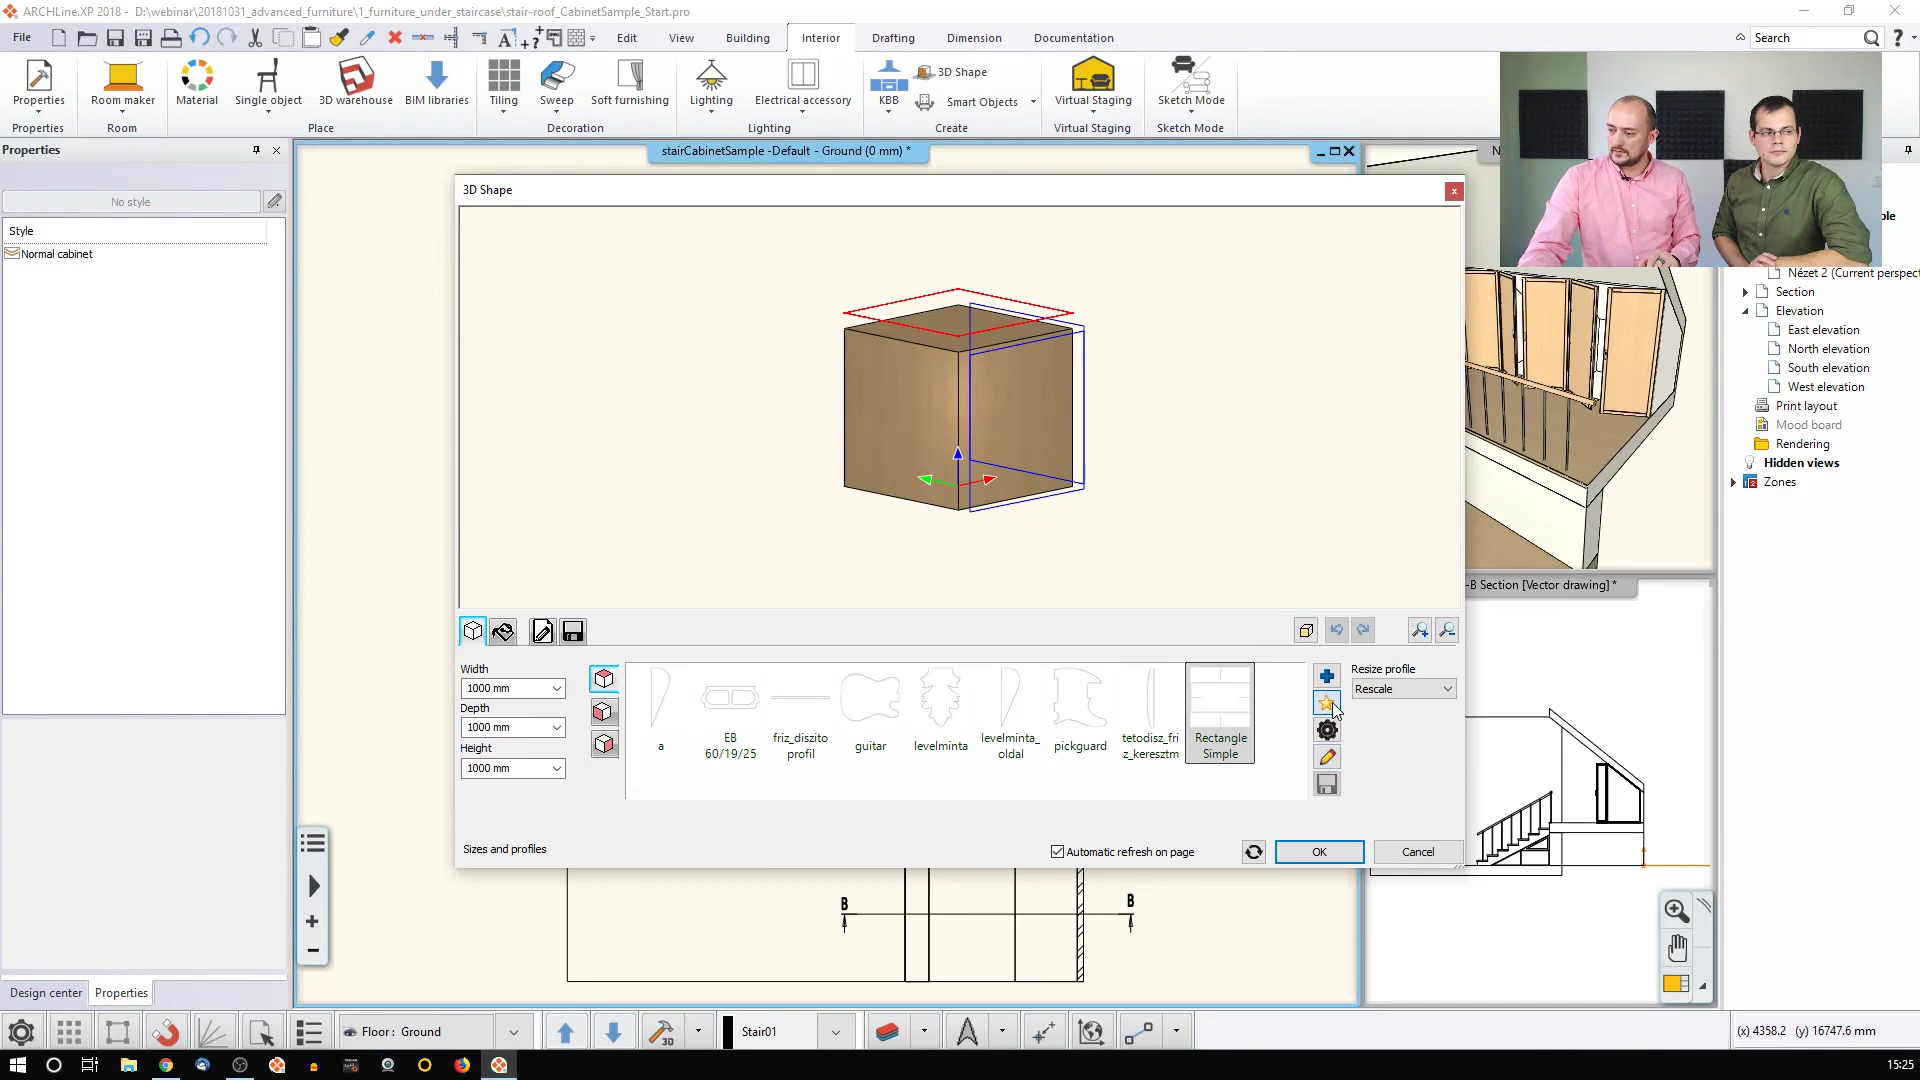 ARCHLine.XP 2018 - D:\webinar\20181031_advanced_furniture\1_furniture_under_staircase\stair-roof_CabinetSample_Start.pro
File
Edit
View
Building
Interior
Drafting
Dimension
Documentation
Search
Properties
Room maker
Material
Single object
3D warehouse
BIM libraries
Tiling
Sweep
Soft furnishing
Lighting
Electrical accessory
KBB
3D Shape
Smart Objects
Virtual Staging
Sketch Mode
Properties
Room
Place
Decoration
Lighting
Create
Virtual Staging
Sketch Mode
Properties
stairCabinetSample -Default - Ground (0 mm) *
N
No style
Style
Normal cabinet
3D Shape
Width
1000 mm
Depth
1000 mm
Height
1000 mm
a
EB 60/19/25
friz_diszito profil
guitar
levelminta
levelminta_ oldal
pickguard
tetodisz_fri z_keresztm
Rectangle Simple
Resize profile
Rescale
Sizes and profiles
Automatic refresh on page
OK
Cancel
ple
Nézet 2 (Current perspect
Section
Elevation
East elevation
North elevation
South elevation
West elevation
Print layout
Mood board
Rendering
Hidden views
Zones
-B Section [Vector drawing] *
B
B
Design center
Properties
Floor : Ground
3D
Stair01
(x) 4358.2 (y) 16747.6 mm
15:25